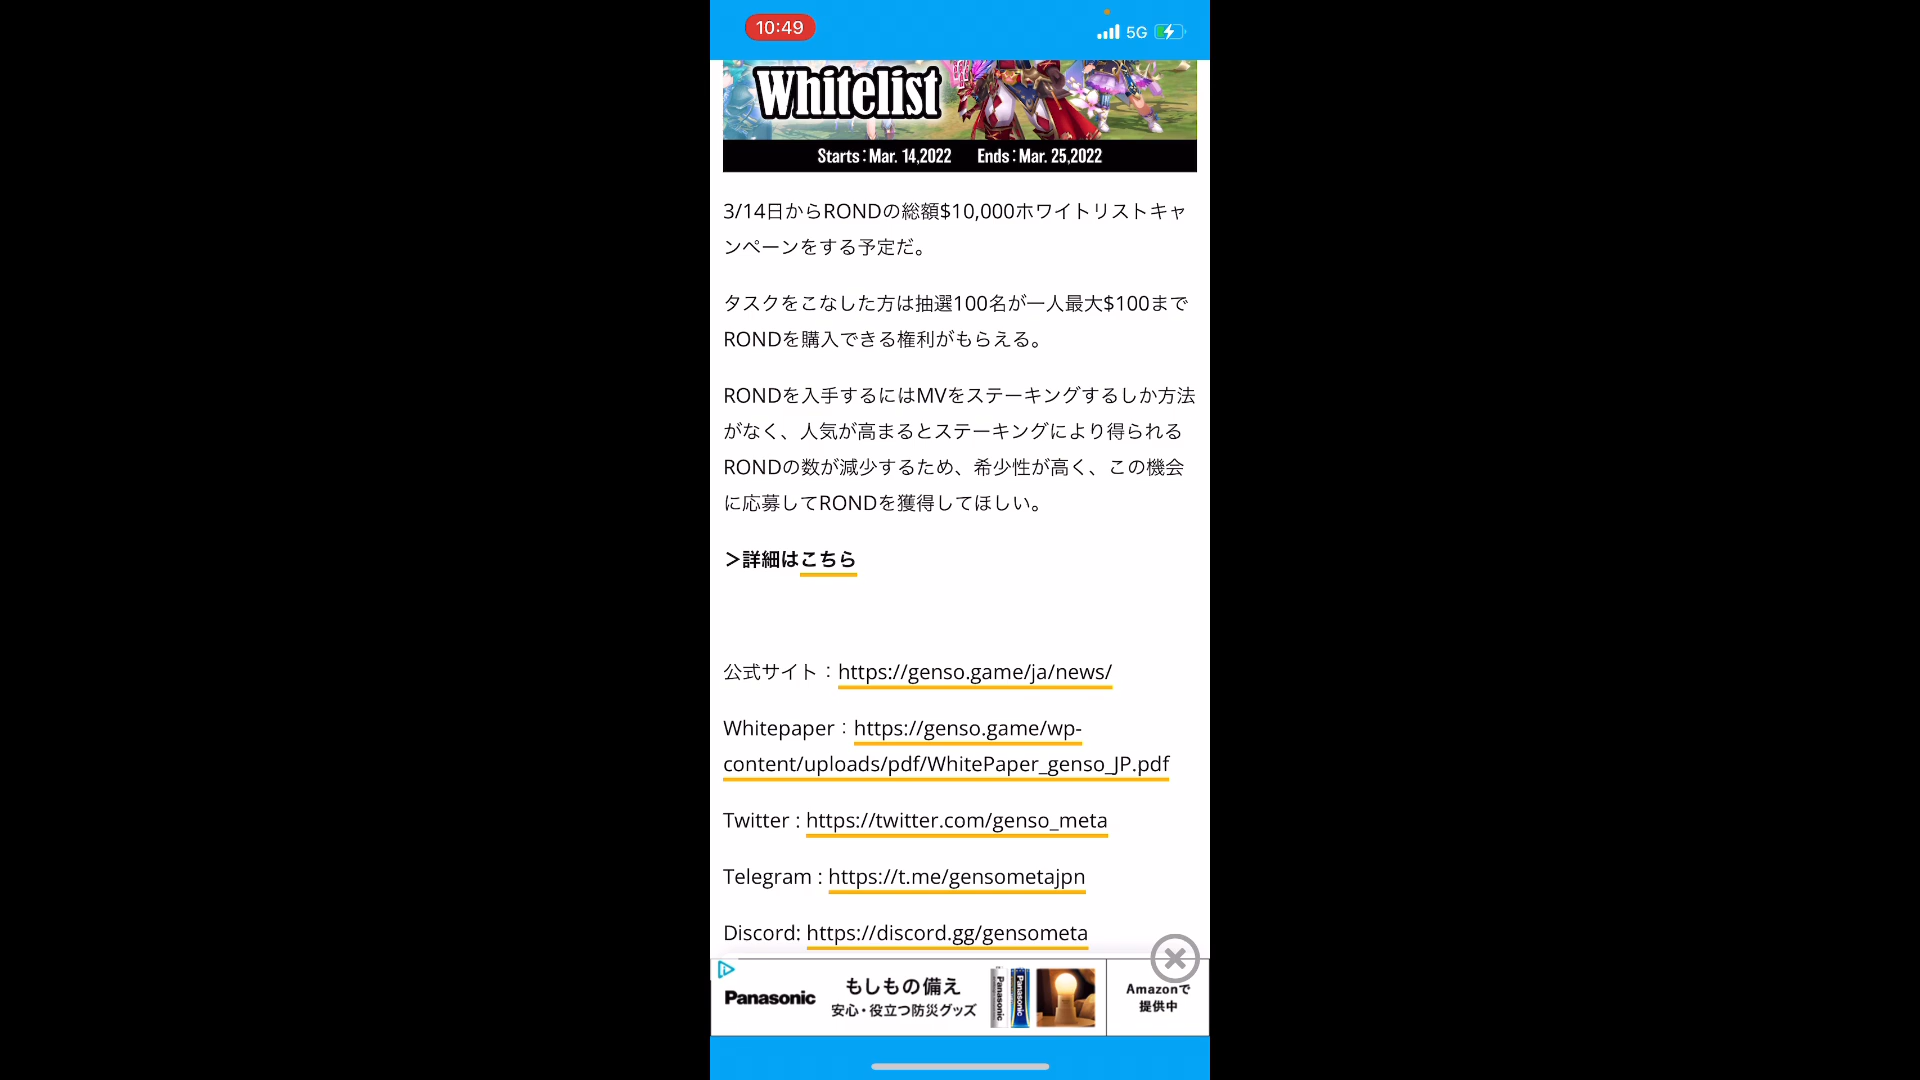 10:49
5G
Whitelist
Starts : Mar. 14,2022 Ends : Mar. 25,2022
3/14日からRONDの総額$10,000ホワイトリストキャ
ンペーンをする予定だ。
タスクをこなした方は抽選100名が一人最大$100まで
RONDを購入できる権利がもらえる。
RONDを入手するにはMVをステーキングするしか方法
がなく、人気が高まるとステーキングにより得られる
RONDの数が減少するため、希少性が高く、この機会
に応募してRONDを獲得してほしい。
＞詳細はこちら
公式サイト：https://genso.game/ja/news/
Whitepaper：https://genso.game/wp-
content/uploads/pdf/WhitePaper_genso_JP.pdf
Twitter : https://twitter.com/genso_meta
Telegram : https://t.me/gensometajpn
Discord: https://discord.gg/gensometa
Panasonic
もしもの備え
安心・役立つ防災グッズ
Panasonic
Panasonic
Amazonで
提供中